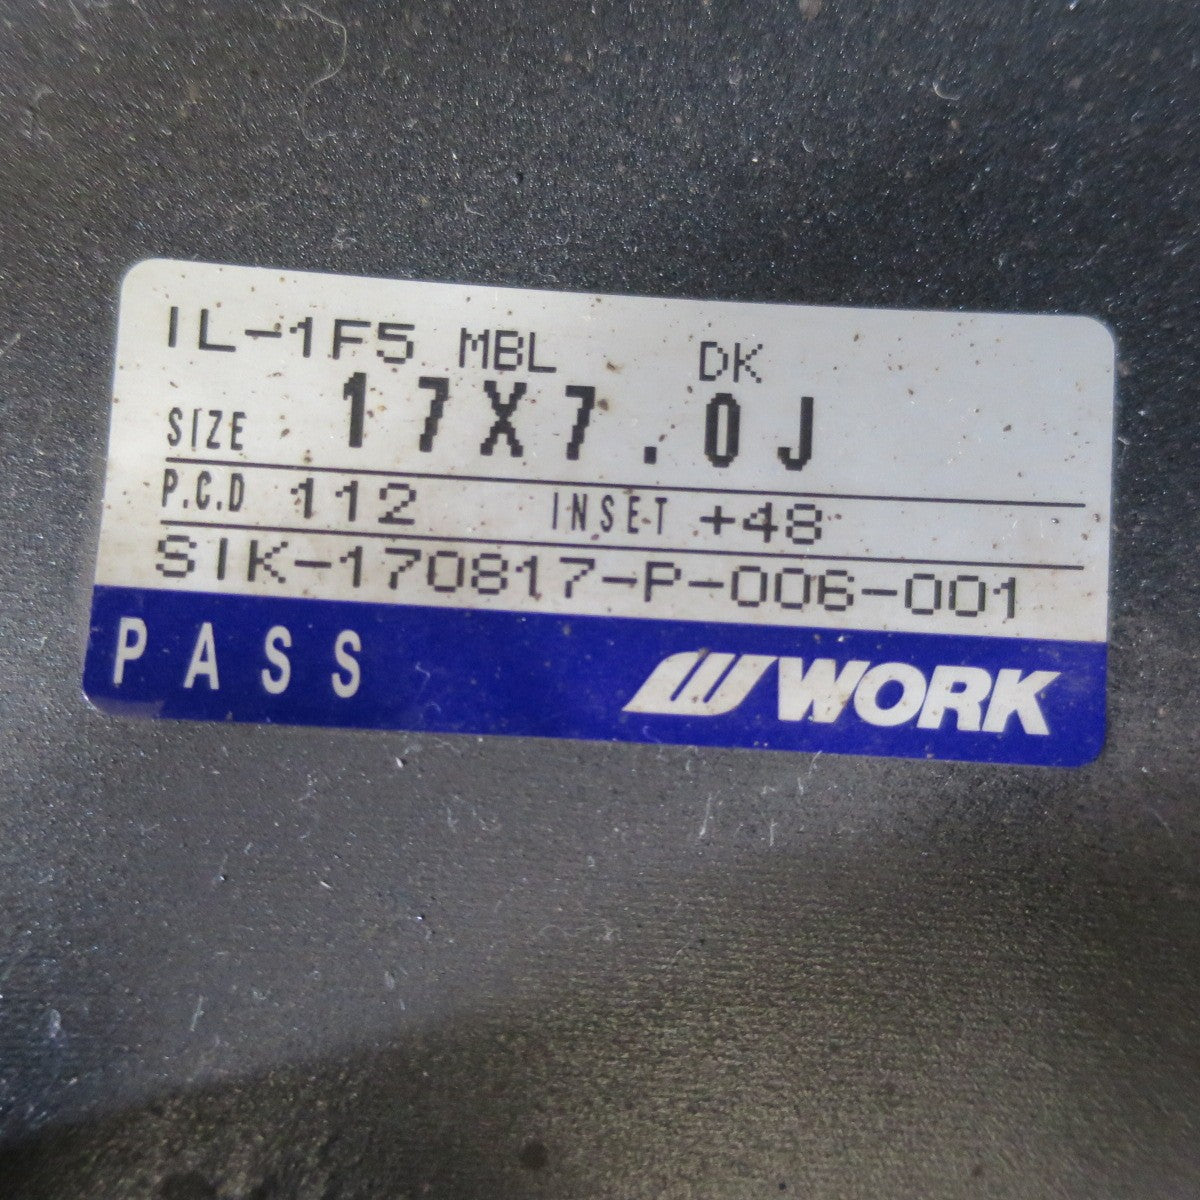 IL-1F5 MBL DK
SIZE 17X7.0J
P.C.D 112 INSET +48
SIK-170817-P-006-001
PASS WORK